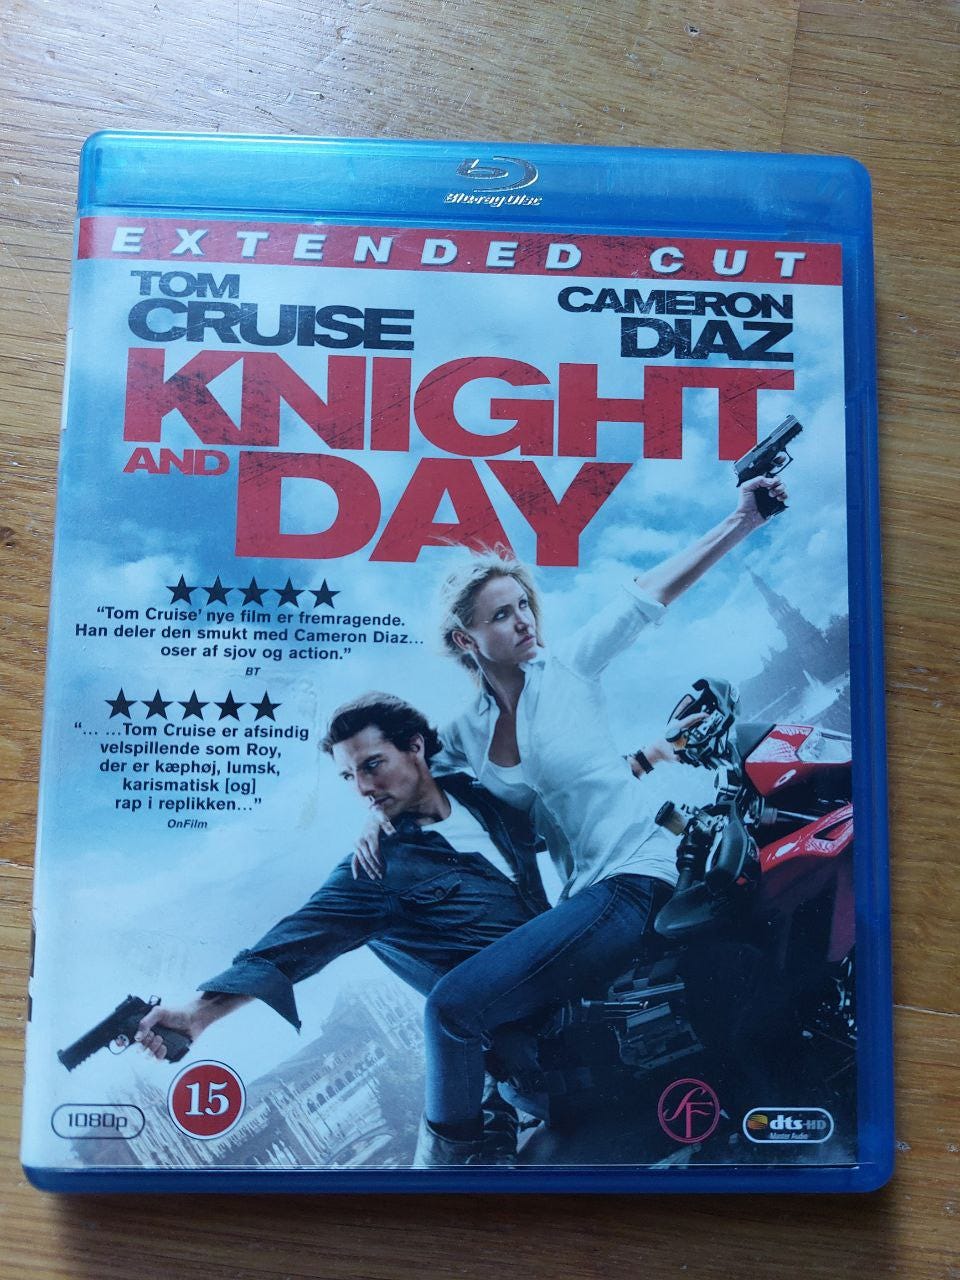 Blu-ray Disc
EXTENDED CUT
TOM
CRUISE
CAMERON
DIAZ
KNIGHT
AND DAY
"Tom Cruise' nye film er fremragende.
Han deler den smukt med Cameron Diaz...
oser af sjov og action."
BT
"... ...Tom Cruise er afsindig
velspillende som Roy,
der er kæphøj, lumsk,
karismatisk [og]
rap i replikken..."
OnFilm
1080p
15
SF
dts-HD
Master Audio